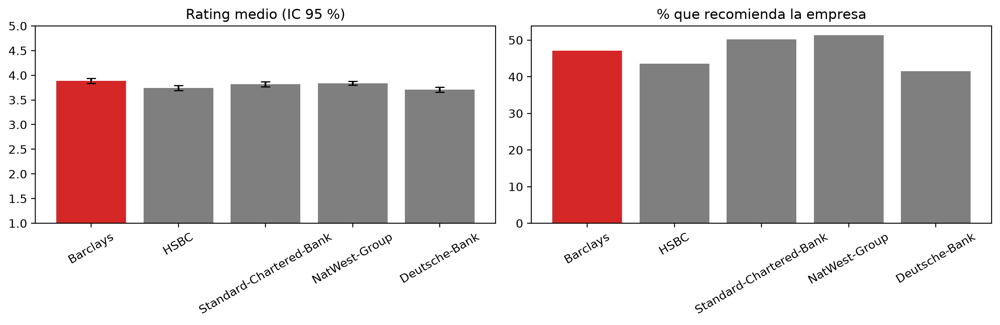 Rating medio (IC 95 %)
5.0
4.5
4.0
3.5
3.0
2.5
2.0
1.5
1.0
Barclays
HSBC
Standard-Chartered-Bank
NatWest-Group
Deutsche-Bank
% que recomienda la empresa
50
40
30
20
10
0
Barclays
HSBC
Standard-Chartered-Bank
NatWest-Group
Deutsche-Bank